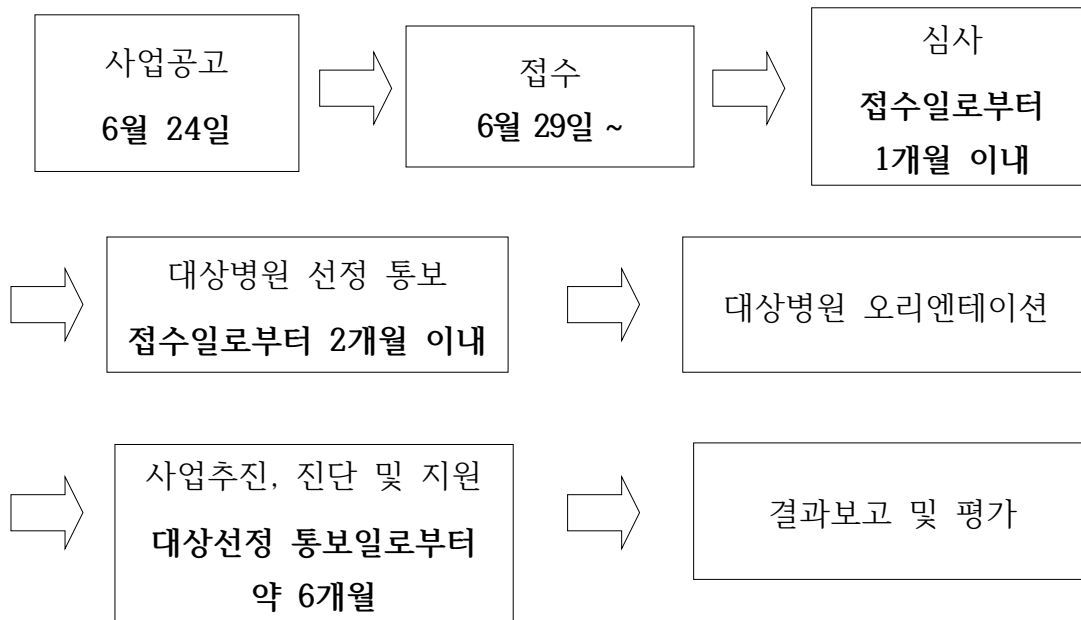 사업공고
6월 24일
접수
6월 29일 ~
심사
접수일로부터
1개월 이내
대상병원 선정 통보
접수일로부터 2개월 이내
대상병원 오리엔테이션
사업추진, 진단 및 지원
대상선정 통보일로부터
약 6개월
결과보고 및 평가